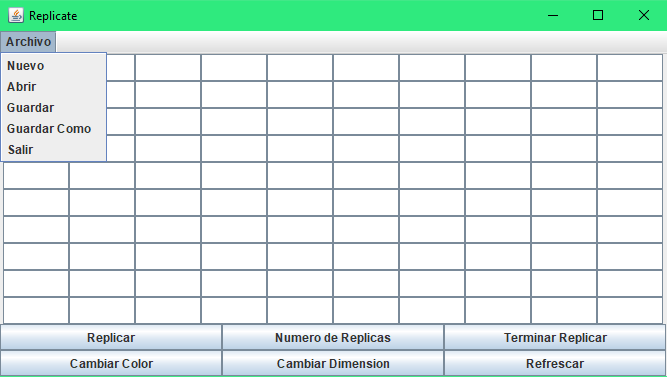 Replicate
Archivo
Nuevo
Abrir
Guardar
Guardar Como
Salir
Replicar Numero de Replicas Terminar Replicar
Cambiar Color Cambiar Dimension Refrescar